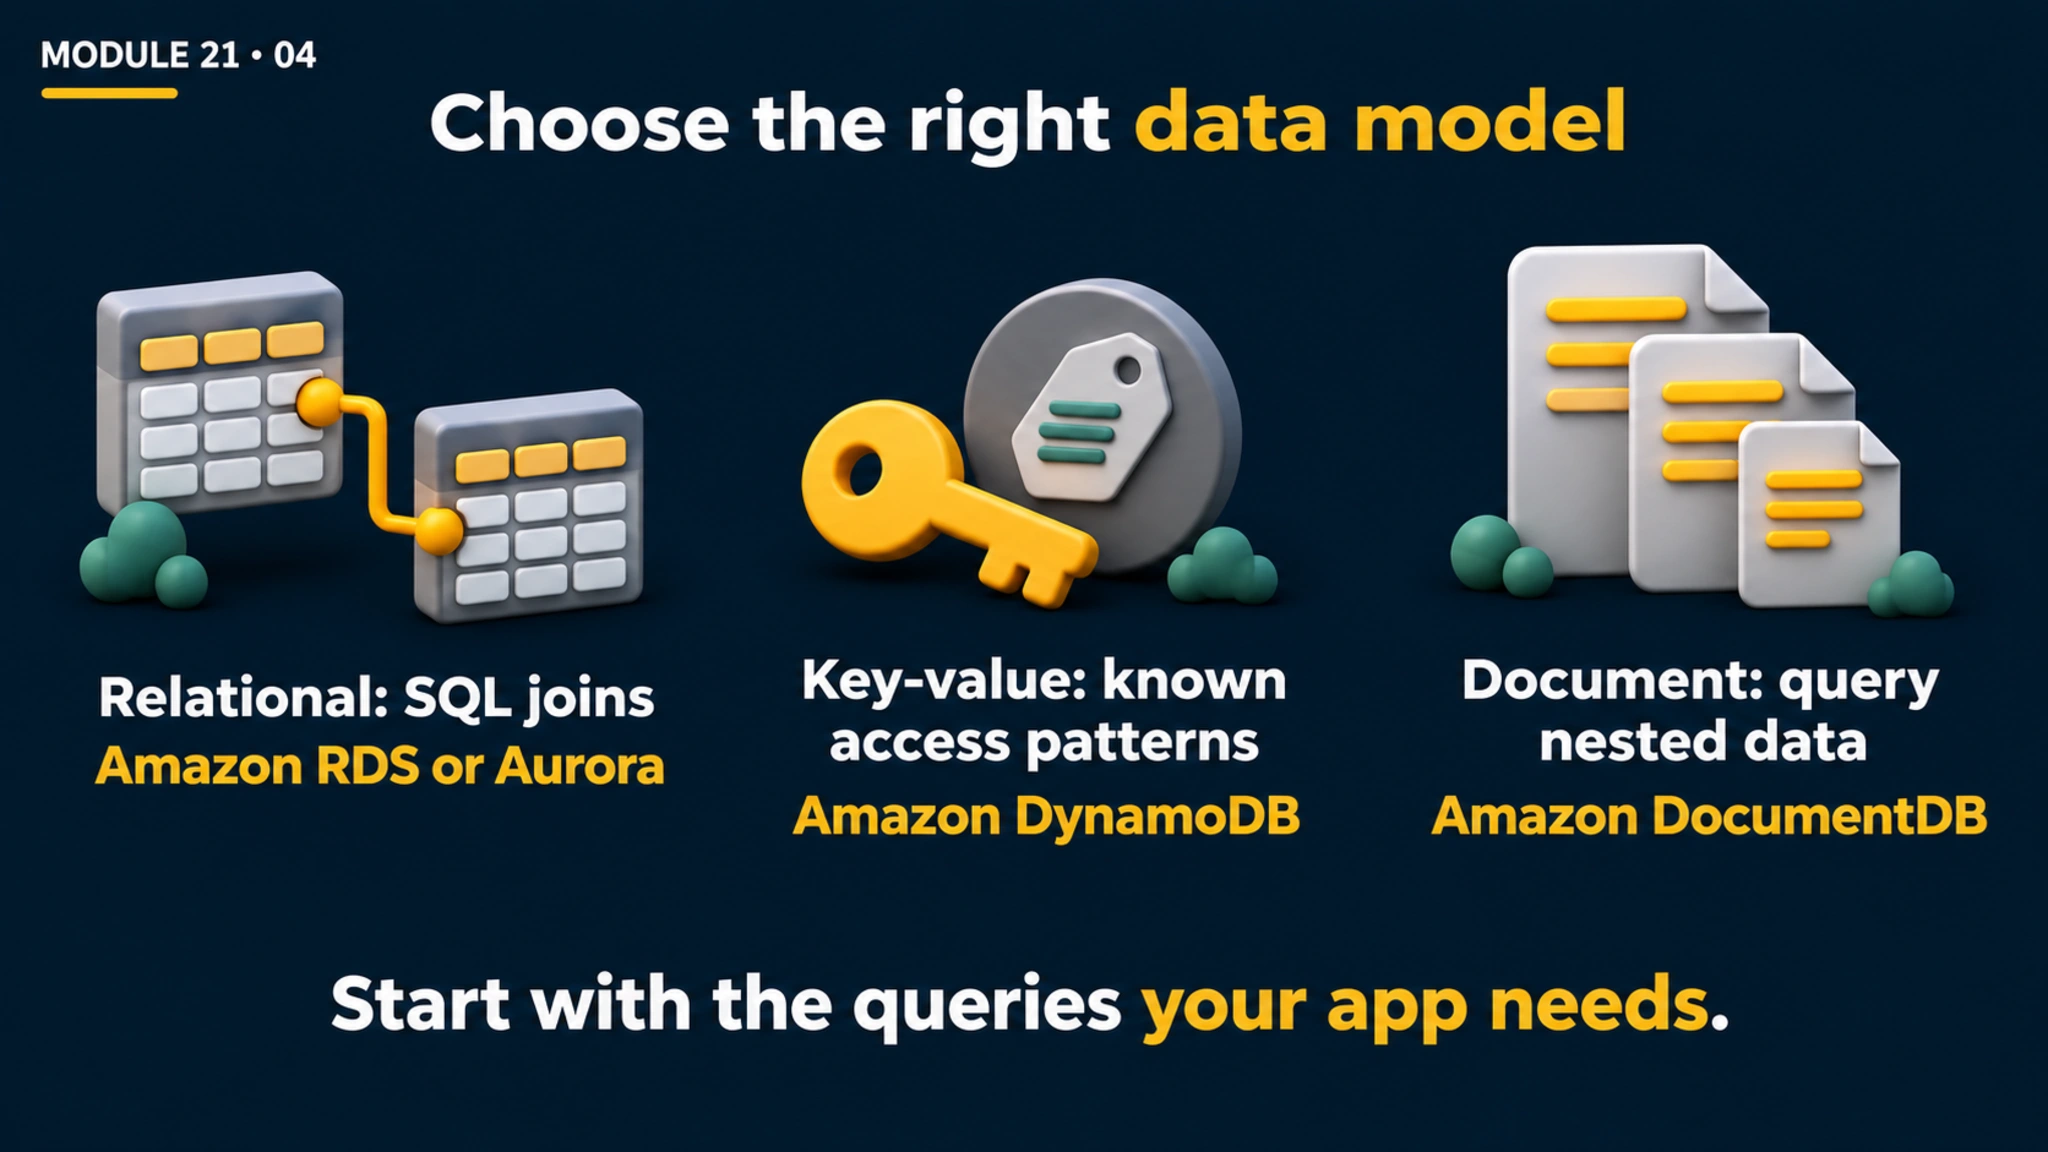 MODULE 21 • 04
Choose the right data model
Relational: SQL joins
Amazon RDS or Aurora
Key-value: known
access patterns
Amazon DynamoDB
Document: query
nested data
Amazon DocumentDB
Start with the queries your app needs.